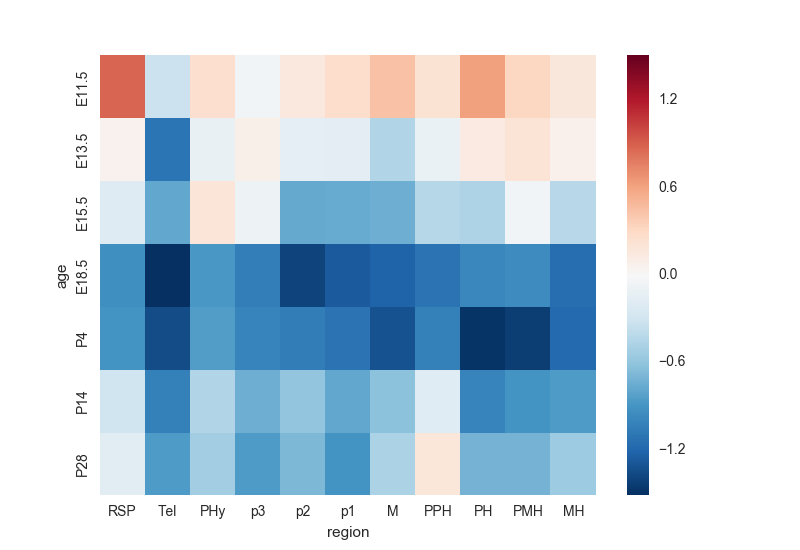 E11.5
E13.5
E15.5
E18.5
P4
P14
P28
age
RSP Tel PHy p3 p2 p1 M PPH PH PMH MH
region
1.2
0.6
0.0
−0.6
−1.2